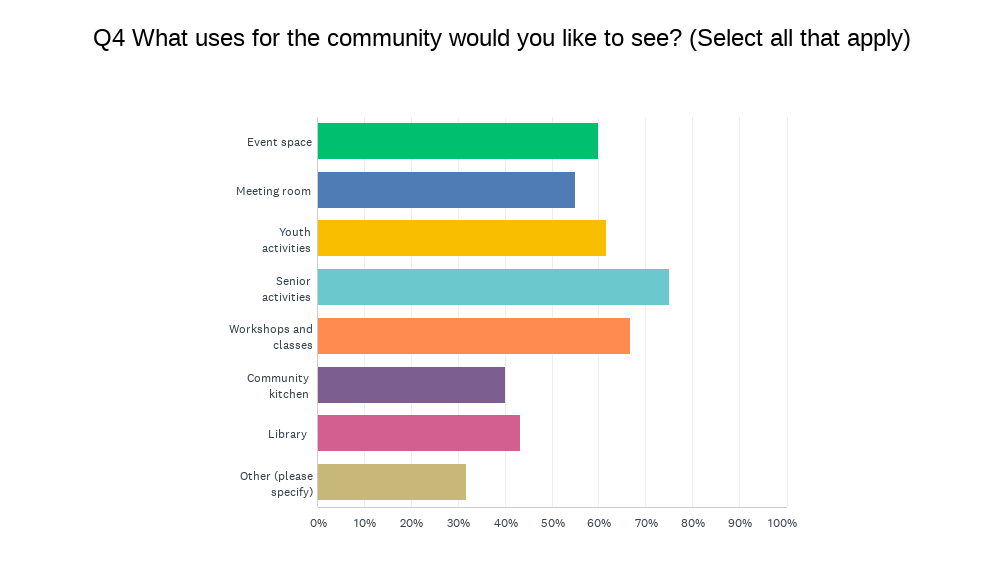 Q4 What uses for the community would you like to see? (Select all that apply)
Event space
Meeting room
Youth
activities
Senior
activities
Workshops and
classes
Community
kitchen
Library
Other (please
specify)
0% 10% 20% 30% 40% 50% 60% 70% 80% 90% 100%